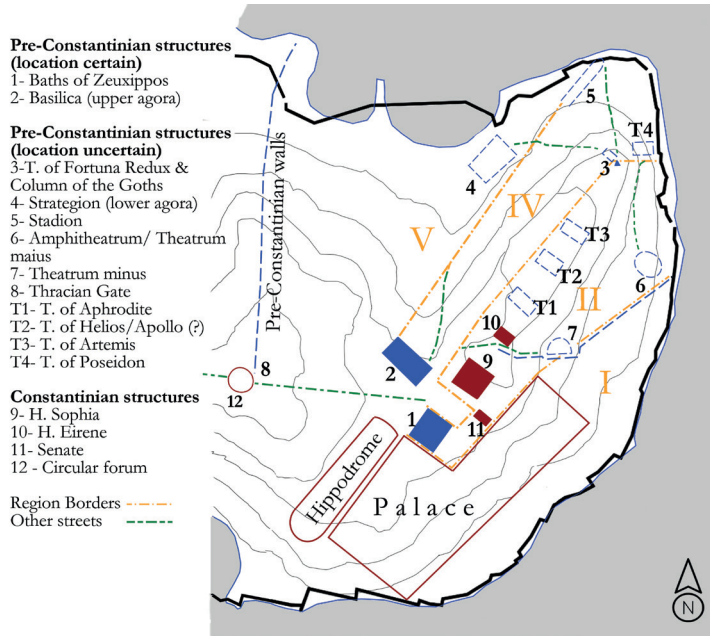 Pre-Constantinian structures
(location certain)
1- Baths of Zeuxippos
2- Basilica (upper agora)
Pre-Constantinian structures
(location uncertain)
3-T. of Fortuna Redux &
Column of the Goths
4- Strategion (lower agora)
5- Stadion
6- Amphitheatrum/ Theatrum
maius
7- Theatrum minus
8- Thracian Gate
T1- T. of Aphrodite
T2- T. of Helios/Apollo (?)
T3- T. of Artemis
T4- T. of Poseidon
Constantinian structures
9- H. Sophia
10- H. Eirene
11- Senate
12 - Circular forum
Region Borders
Other streets
Pre-Constantinian walls
5
T4
4
3
IV
V
T3
T2
6
II
T1
10
7
2
9
I
8
12
1
11
Hippodrome
Palace
N